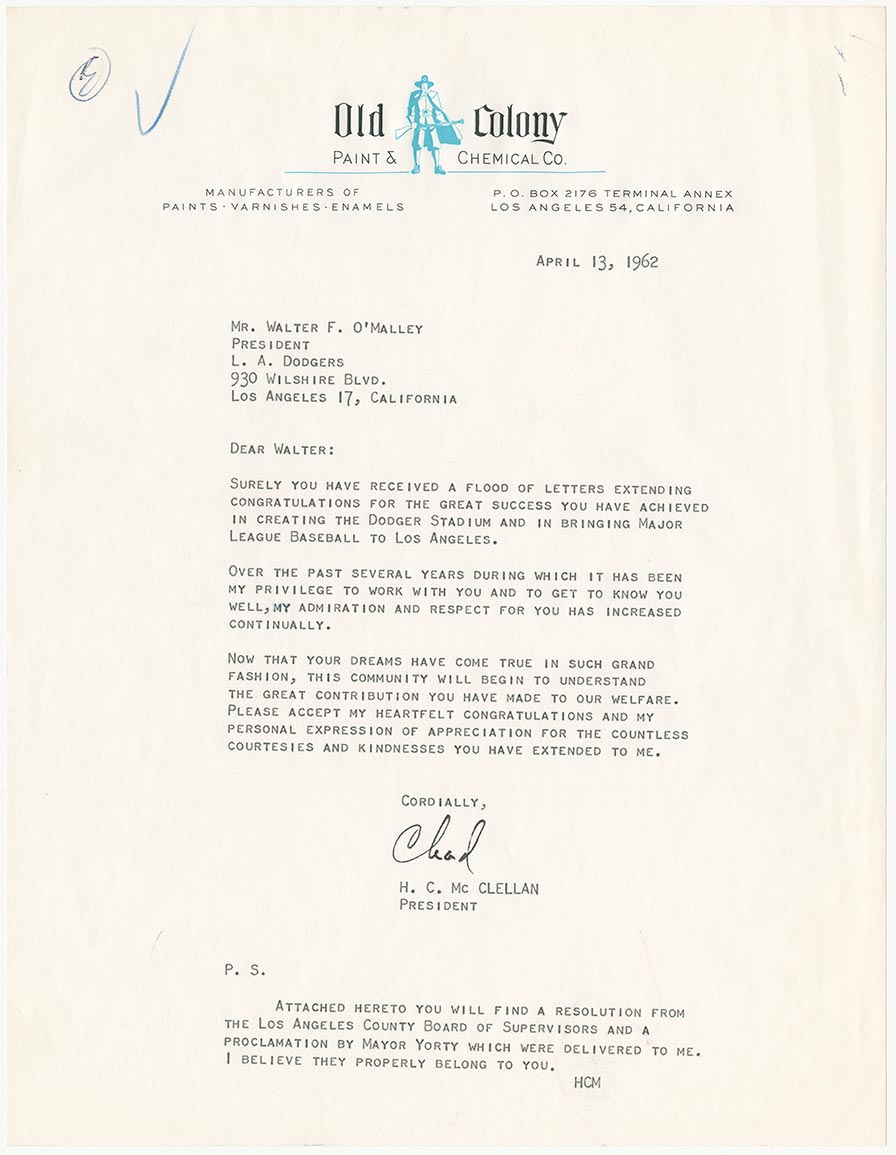 Old Colony
PAINT & CHEMICAL CO.
MANUFACTURERS OF
PAINTS · VARNISHES · ENAMELS
P.O. BOX 2176 TERMINAL ANNEX
LOS ANGELES 54, CALIFORNIA
APRIL 13, 1962
MR. WALTER F. O'MALLEY
PRESIDENT
L. A. DODGERS
930 WILSHIRE BLVD.
LOS ANGELES 17, CALIFORNIA
DEAR WALTER:
SURELY YOU HAVE RECEIVED A FLOOD OF LETTERS EXTENDING
CONGRATULATIONS FOR THE GREAT SUCCESS YOU HAVE ACHIEVED
IN CREATING THE DODGER STADIUM AND IN BRINGING MAJOR
LEAGUE BASEBALL TO LOS ANGELES.
OVER THE PAST SEVERAL YEARS DURING WHICH IT HAS BEEN
MY PRIVILEGE TO WORK WITH YOU AND TO GET TO KNOW YOU
WELL, MY ADMIRATION AND RESPECT FOR YOU HAS INCREASED
CONTINUALLY.
NOW THAT YOUR DREAMS HAVE COME TRUE IN SUCH GRAND
FASHION, THIS COMMUNITY WILL BEGIN TO UNDERSTAND
THE GREAT CONTRIBUTION YOU HAVE MADE TO OUR WELFARE.
PLEASE ACCEPT MY HEARTFELT CONGRATULATIONS AND MY
PERSONAL EXPRESSION OF APPRECIATION FOR THE COUNTLESS
COURTESIES AND KINDNESSES YOU HAVE EXTENDED TO ME.
CORDIALLY,
Chad
H. C. MC CLELLAN
PRESIDENT
P. S.
ATTACHED HERETO YOU WILL FIND A RESOLUTION FROM
THE LOS ANGELES COUNTY BOARD OF SUPERVISORS AND A
PROCLAMATION BY MAYOR YORTY WHICH WERE DELIVERED TO ME.
I BELIEVE THEY PROPERLY BELONG TO YOU.
HCM